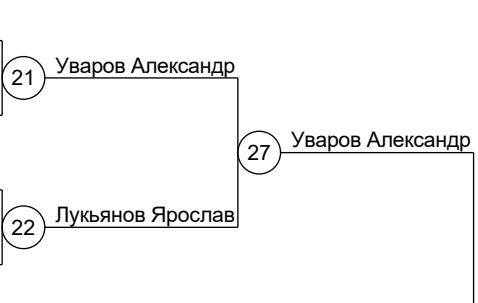 21 Уваров Александр
27 Уваров Александр
22 Лукьянов Ярослав